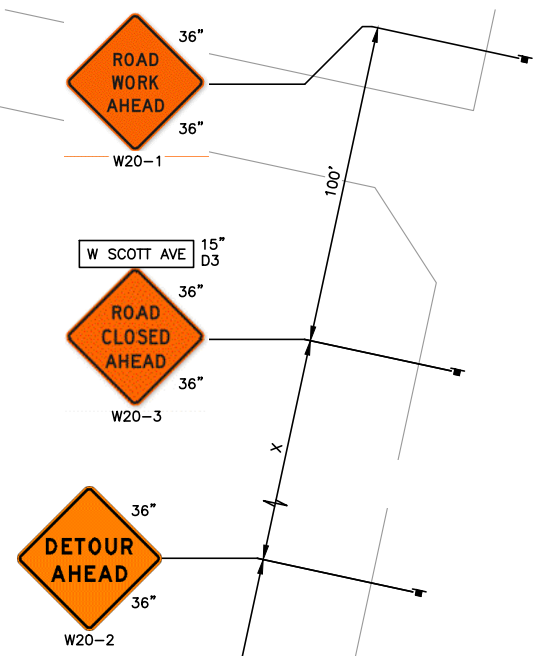 36”
ROAD
WORK
AHEAD
36”
W20-1
100'
W SCOTT AVE
15”
D3
36”
ROAD
CLOSED
AHEAD
36”
W20-3
X
36”
DETOUR
AHEAD
36”
W20-2